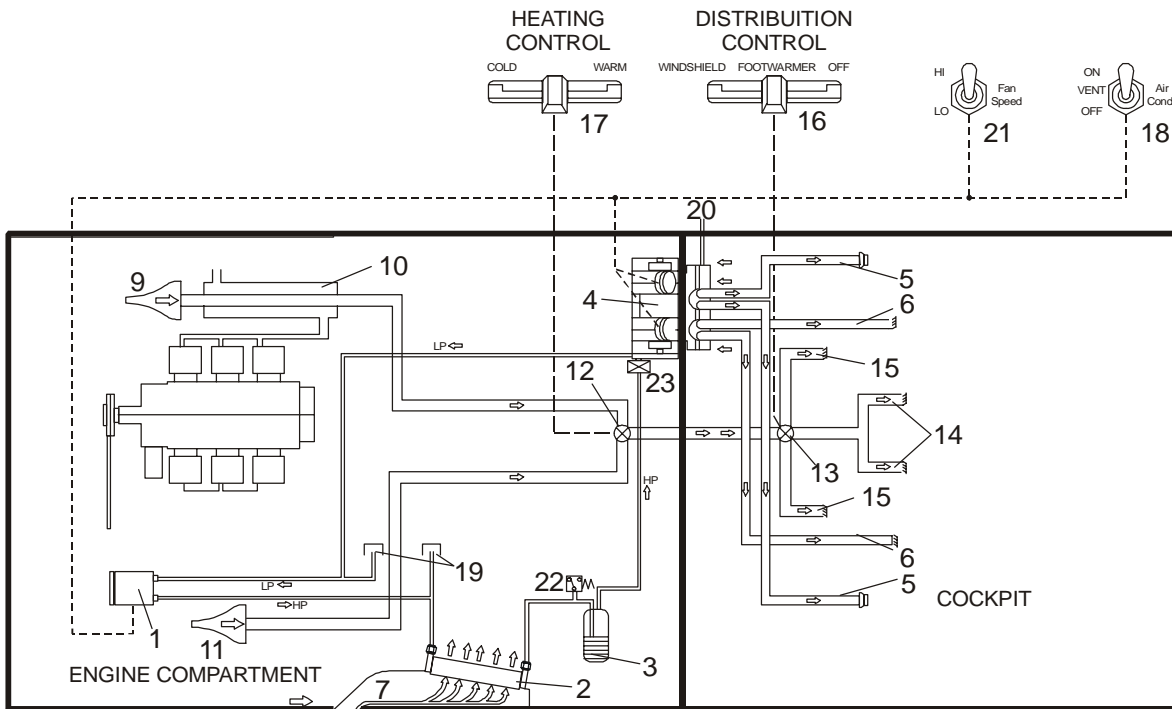 HEATING
CONTROL
DISTRIBUITION
CONTROL
COLD
WARM
WINDSHIELD
FOOTWARMER
OFF
17
16
HI
LO
Fan
Speed
21
ON
VENT
OFF
Air
Cond
18
20
9
10
4
5
6
LP
15
12
23
14
13
HP
15
6
19
22
5
LP
HP
COCKPIT
1
11
3
ENGINE COMPARTMENT
7
2